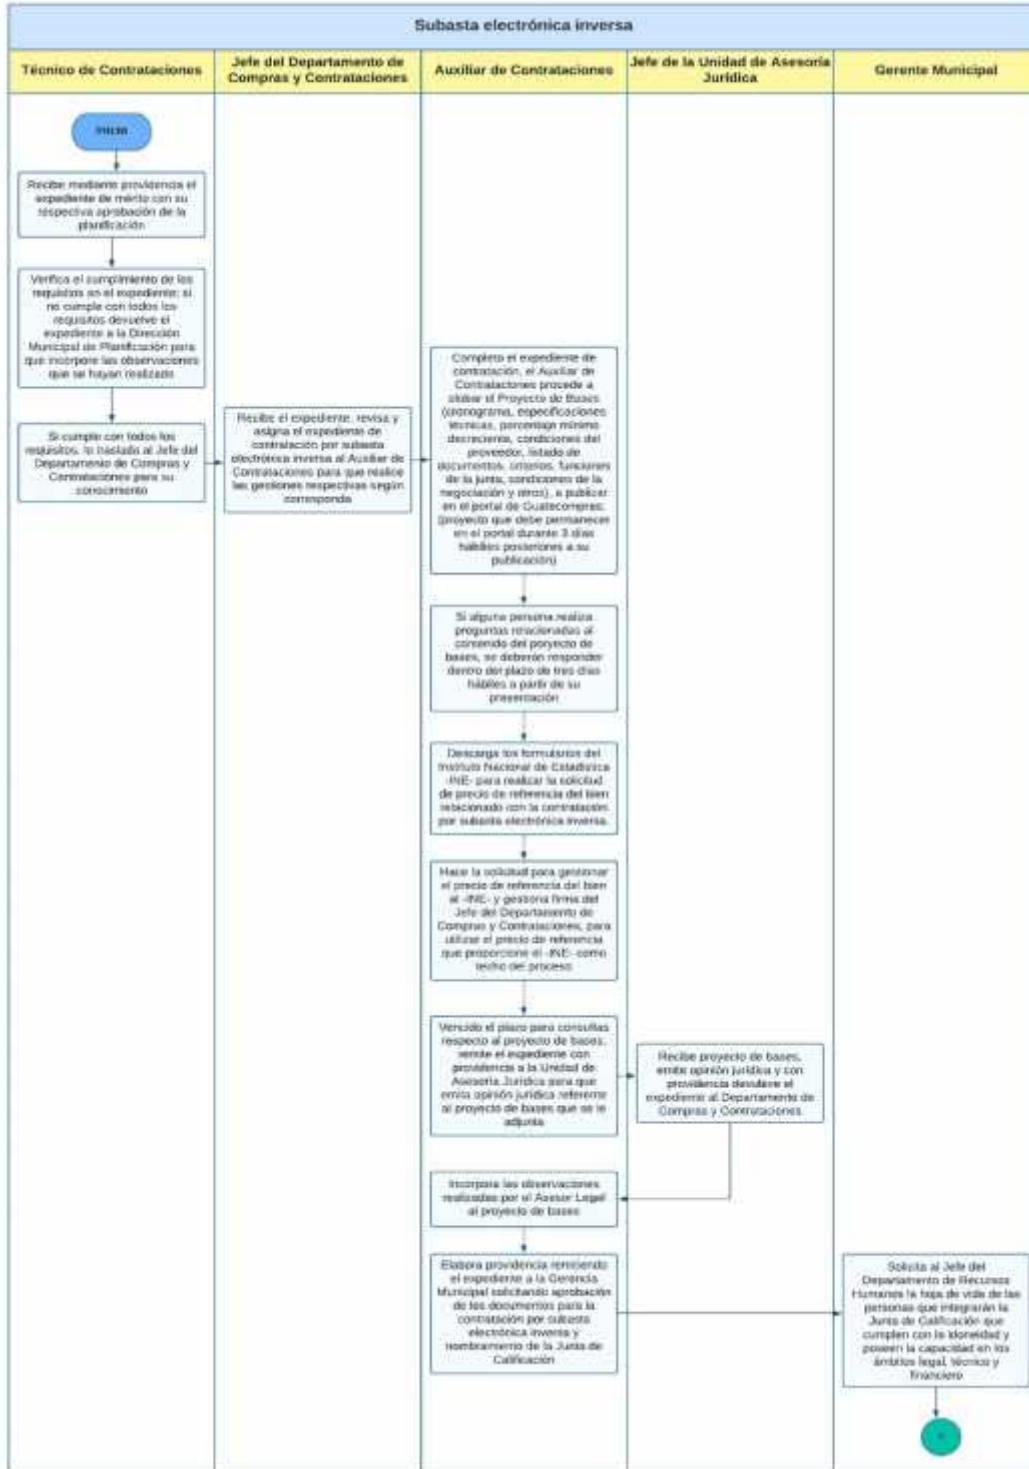 Subasta electrónica inversa
Técnico de Contrataciones
Jefe del Departamento de
Compras y Contrataciones
Auxiliar de Contrataciones
Jefe de la Unidad de Asesoría
Jurídica
Gerente Municipal
INICIO
Recibe mediante providencia el
expediente de mérito con su
respectiva aprobación de la
planificación
Verifica el cumplimiento de los
requisitos en el expediente; si
no cumple con todos los
requisitos devuelve el
expediente a la Dirección
Municipal de Planificación para
que incorpore las observaciones
que se hayan realizado
Si cumple con todos los
requisitos, lo traslada al Jefe del
Departamento de Compras y
Contrataciones para su
conocimiento
Recibe el expediente, revisa y
asigna el expediente de
contratación por subasta
electrónica inversa al Auxiliar de
Contrataciones para que realice
las gestiones respectivas según
corresponda
Completo el expediente de
contratación, el Auxiliar de
Contrataciones procede a
el Proyecto de Bases
(cronograma, especificaciones
técnicas, porcentaje mínimo
decreciente, condiciones del
proveedor, listado de
documentos, criterios, funciones
de la junta, condiciones de la
negociación y otros), a publicar
en el portal de Guatecompras;
(proyecto que debe permanecer
en el portal durante 3 días
hábiles posteriores a su
publicación)
Si alguna persona realiza
preguntas relacionadas al
contenido del poryecto de
bases, se deberán responder
dentro del plazo de tres días
hábiles a partir de su
presentación
Descarga los formularios del
Instituto Nacional de Estadística
-INE- para realizar la solicitud
de precio de referencia del bien
relacionado con la contratación
por subasta electrónica inversa.
Hace la solicitud para gestionar
el precio de referencia del bien
al -INE- y gestiona firma del
Jefe del Departamento de
Compras y Contrataciones, para
utilizar el precio de referencia
que proporcione el -INE- como
techo del proceso
Vencido el plazo para consultas
respecto al proyecto de bases,
remite el expediente con
providencia a la Unidad de
Asesoría Jurídica para que
emita opinión jurídica referente
al proyecto de bases que se le
adjunta
Recibe proyecto de bases,
emite opinión jurídica y con
providencia devuelve el
expediente al Departamento de
Compras y Contrataciones
Incorpora las observaciones
realizadas por el Asesor Legal
al proyecto de bases
Elabora providencia remitiendo
el expediente a la Gerencia
Municipal solicitando aprobación
de los documentos para la
contratación por subasta
electrónica inversa y
nombramiento de la Junta de
Calificación
Solicita al Jefe del
Departamento de Recursos
Humanos la hoja de vida de las
personas que integrarán la
Junta de Calificación que
cumplen con la idoneidad y
poseen la capacidad en los
ámbitos legal, técnico y
financiero